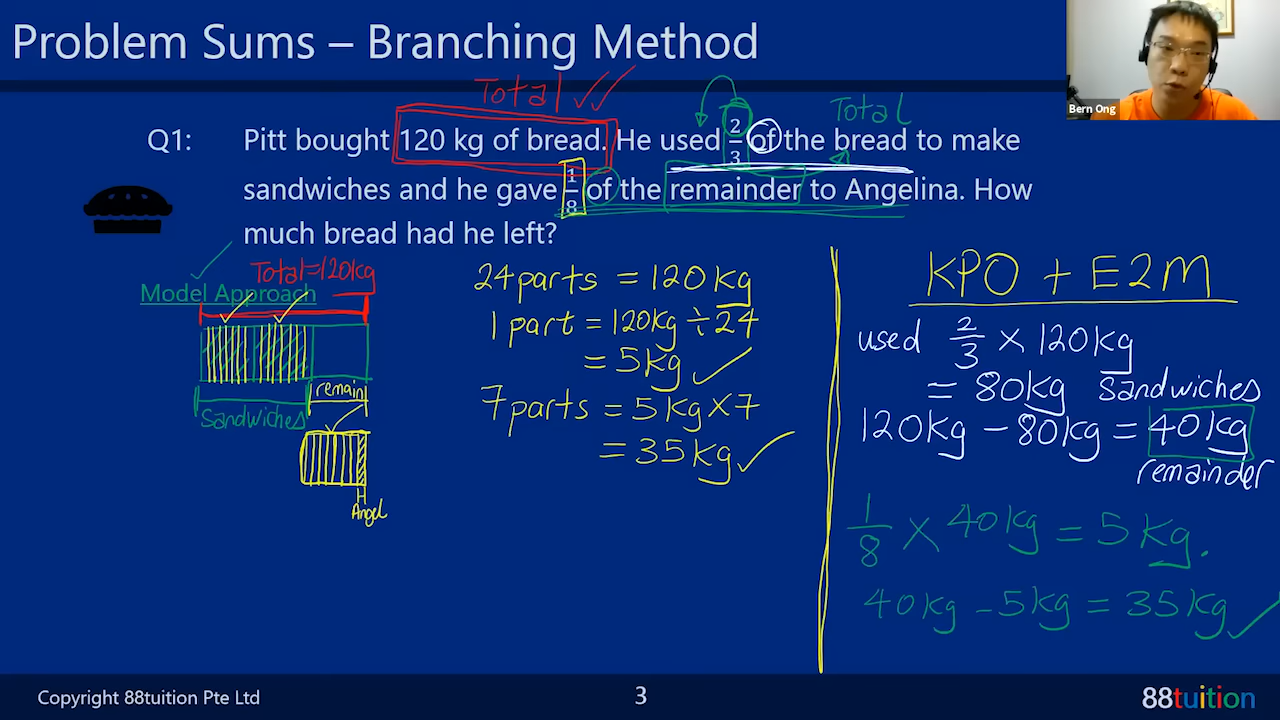 Problem Sums – Branching Method
Bern Ong
Total
Total
Q1: Pitt bought 120 kg of bread. He used 2/3 of the bread to make
sandwiches and he gave 1/8 of the remainder to Angelina. How
much bread had he left?
Total=120kg
Model Approach
remain
Sandwiches
Angel
24 parts = 120kg
1 part = 120kg ÷ 24
= 5kg
7 parts = 5kg × 7
= 35kg
KPO + E2M
used 2/3 × 120kg
= 80kg sandwiches
120kg – 80kg = 40kg
remainder
1/8 × 40kg = 5kg.
40kg – 5kg = 35kg
Copyright 88tuition Pte Ltd
3
88tuition